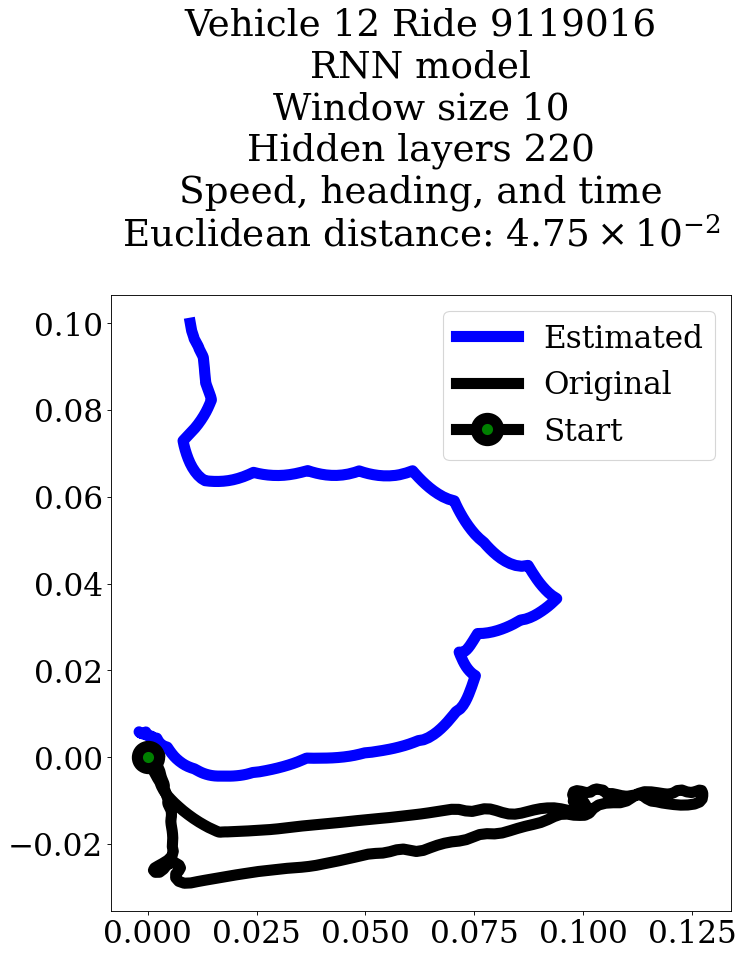 Vehicle 12 Ride 9119016
RNN model
Window size 10
Hidden layers 220
Speed, heading, and time
Euclidean distance: 4.75 × 10⁻²
Estimated
Original
Start
0.10
0.08
0.06
0.04
0.02
0.00
−0.02
0.000 0.025 0.050 0.075 0.100 0.125